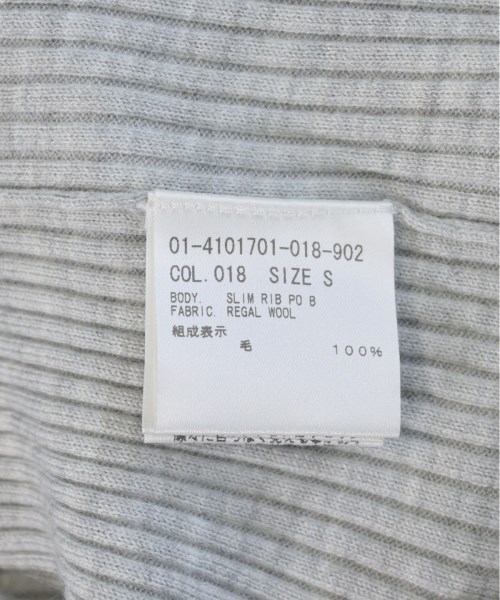 01-4101701-018-902
COL.018 SIZE S
BODY. SLIM RIB PO B
FABRIC. REGAL WOOL
組成表示
毛 100%